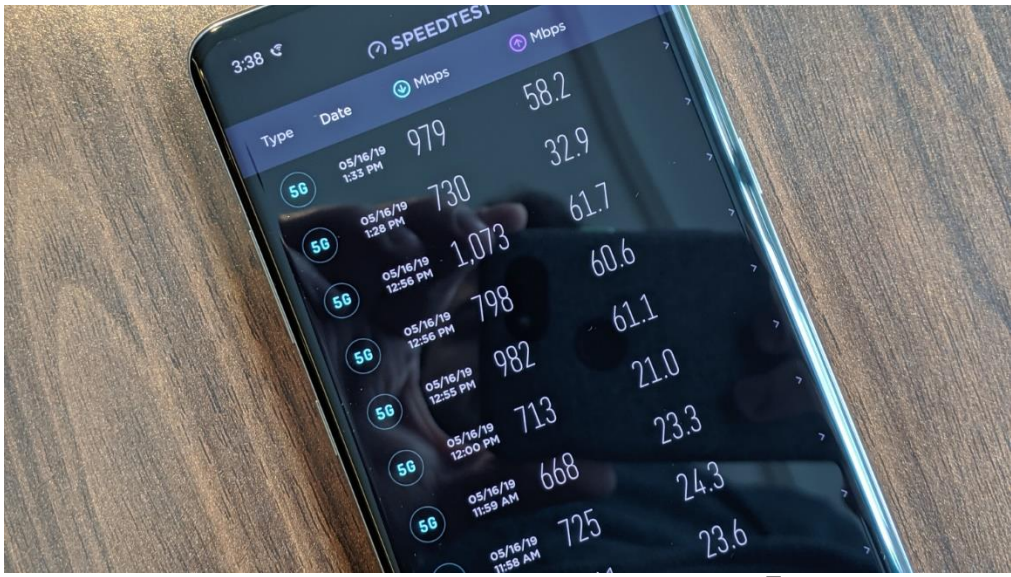 3:38
SPEEDTEST
Type Date Mbps Mbps
5G 05/16/19 979 58.2
1:33 PM
5G 05/16/19 730 32.9
1:28 PM
5G 05/16/19 1,073 61.7
12:56 PM
5G 05/16/19 798 60.6
12:56 PM
5G 05/16/19 982 61.1
12:55 PM
5G 05/16/19 713 21.0
12:00 PM
5G 05/16/19 668 23.3
11:59 AM
05/16/19 725 24.3
11:58 AM
23.6